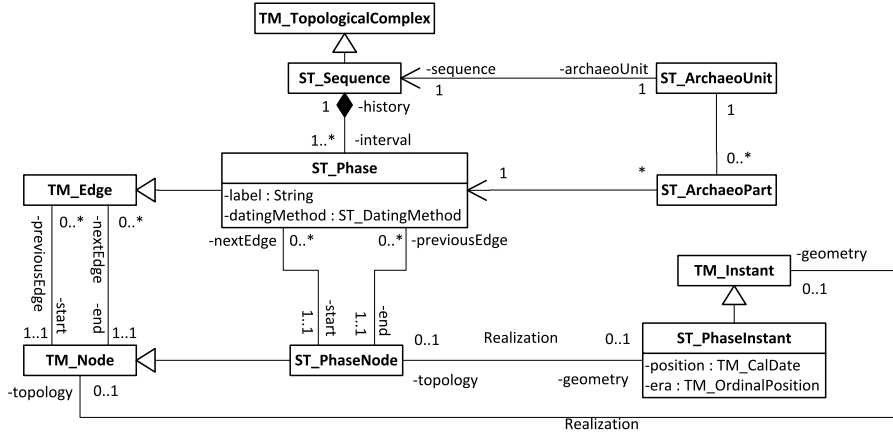 TM_TopologicalComplex
ST_Sequence
-sequence
-archaeoUnit
1
1
ST_ArchaeoUnit
1
-history
1
1..*
-interval
0..*
ST_Phase
-label : String
-datingMethod : ST_DatingMethod
1
*
ST_ArchaeoPart
TM_Edge
-previousEdge
0..*
-nextEdge
0..*
-start
-end
1..1
1..1
-nextEdge
0..*
0..*
-previousEdge
1..1
-start
1..1
-end
TM_Instant
-geometry
0..1
TM_Node
-topology
0..1
ST_PhaseNode
0..1
-topology
Realization
0..1
-geometry
ST_PhaseInstant
-position : TM_CalDate
-era : TM_OrdinalPosition
Realization